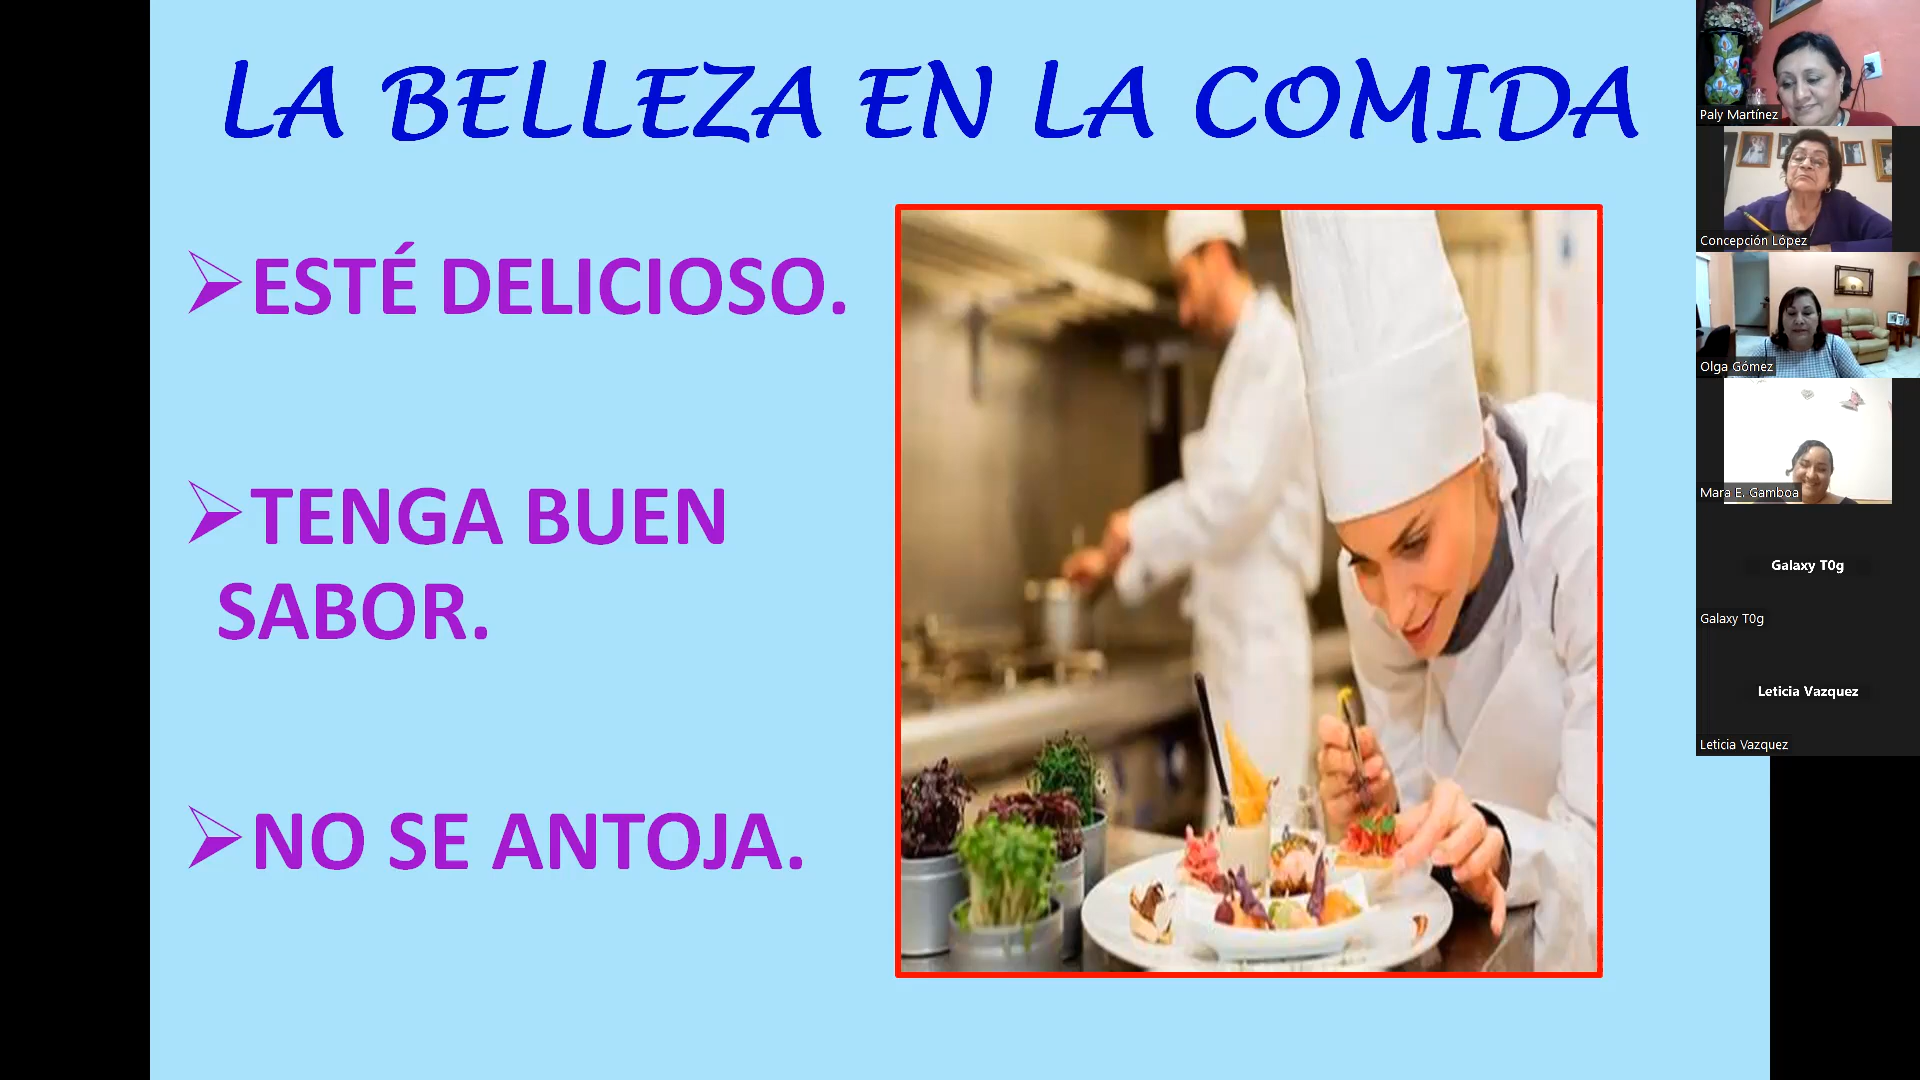 LA BELLEZA EN LA COMIDA
ESTÉ DELICIOSO.
TENGA BUEN
SABOR.
NO SE ANTOJA.
Paly Martínez
Concepción López
Olga Gómez
Mara E. Gamboa
Galaxy T0g
Galaxy T0g
Leticia Vazquez
Leticia Vazquez